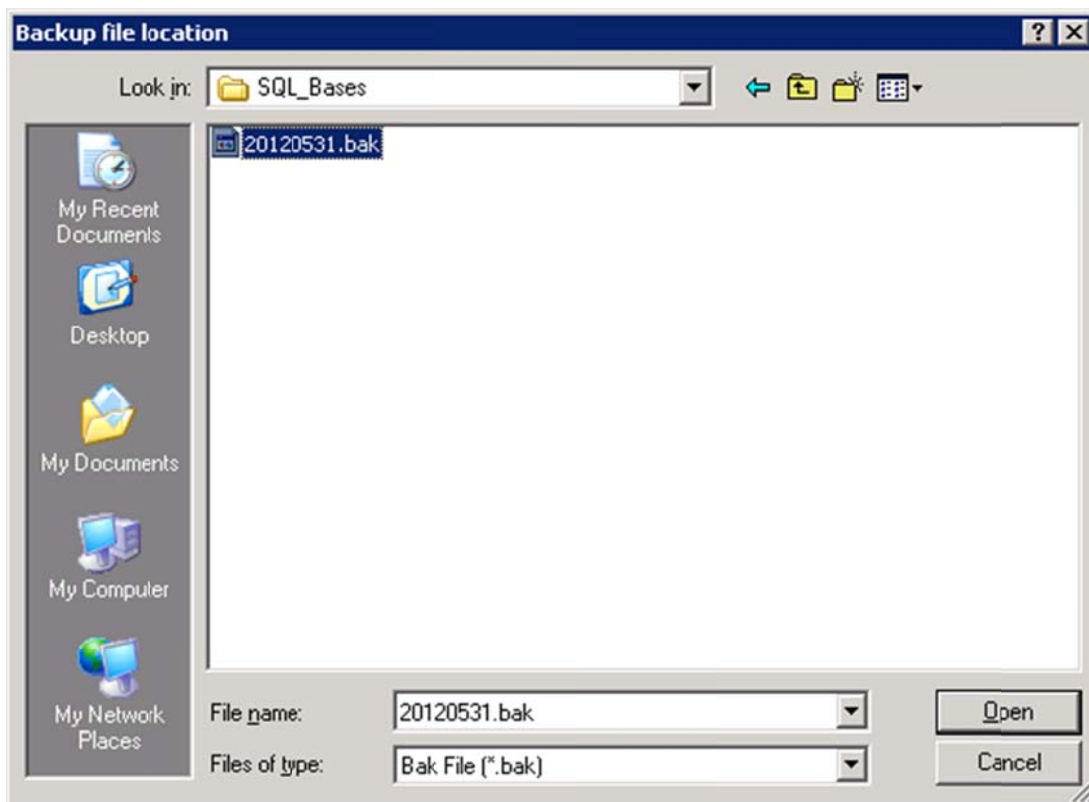 Backup file location
Look in:
SQL_Bases
20120531.bak
My Recent
Documents
Desktop
My Documents
My Computer
My Network
Places
File name:
20120531.bak
Open
Files of type:
Bak File (*.bak)
Cancel